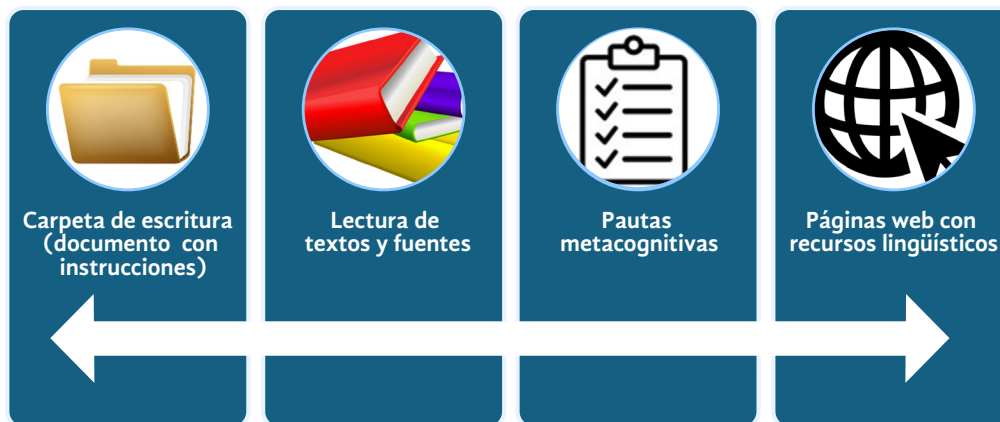 Carpeta de escritura
(documento con
instrucciones)
Lectura de
textos y fuentes
Pautas
metacognitivas
Páginas web con
recursos lingüísticos